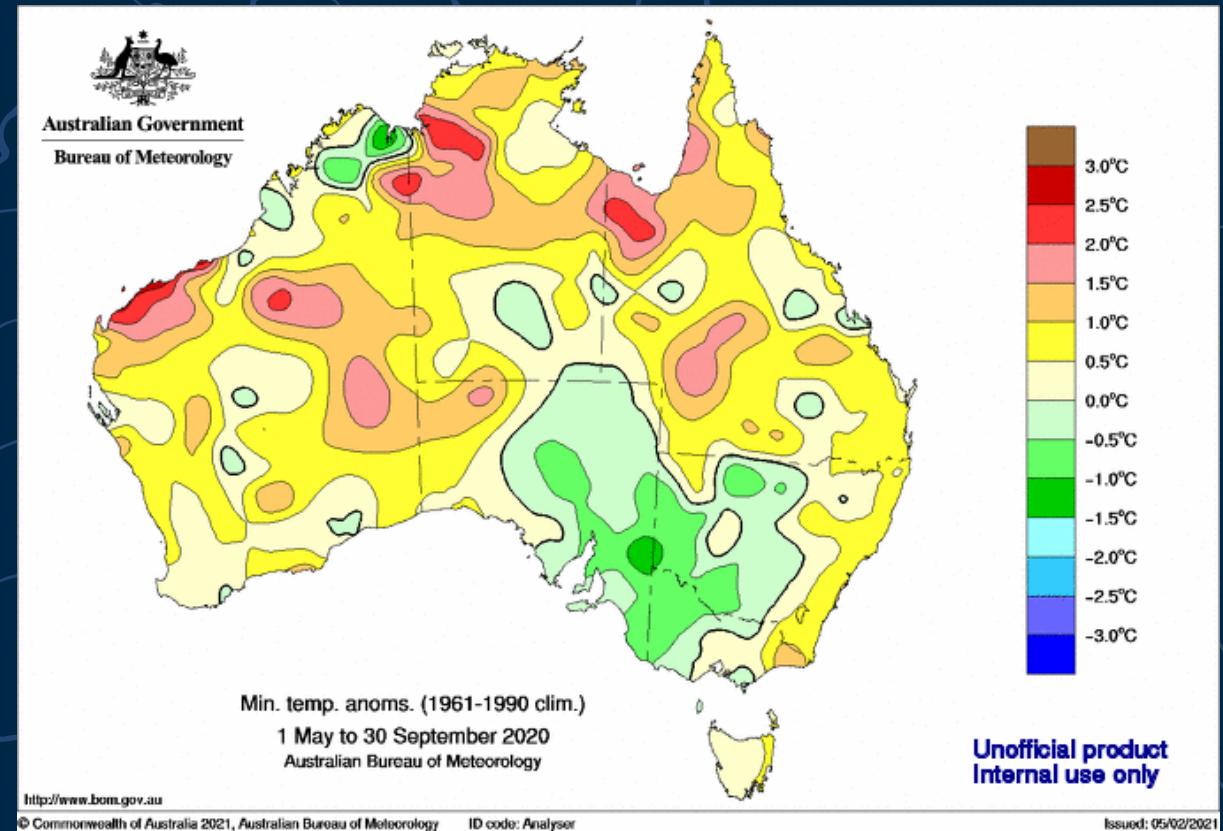 Australian Government
Bureau of Meteorology
3.0°C
2.5°C
2.0°C
1.5°C
1.0°C
0.5°C
0.0°C
-0.5°C
-1.0°C
-1.5°C
-2.0°C
-2.5°C
-3.0°C
Min. temp. anoms. (1961-1990 clim.)
1 May to 30 September 2020
Australian Bureau of Meteorology
Unofficial product
Internal use only
http://www.bom.gov.au
© Commonwealth of Australia 2021, Australian Bureau of Meteorology ID code: Analyser Issued: 05/02/2021